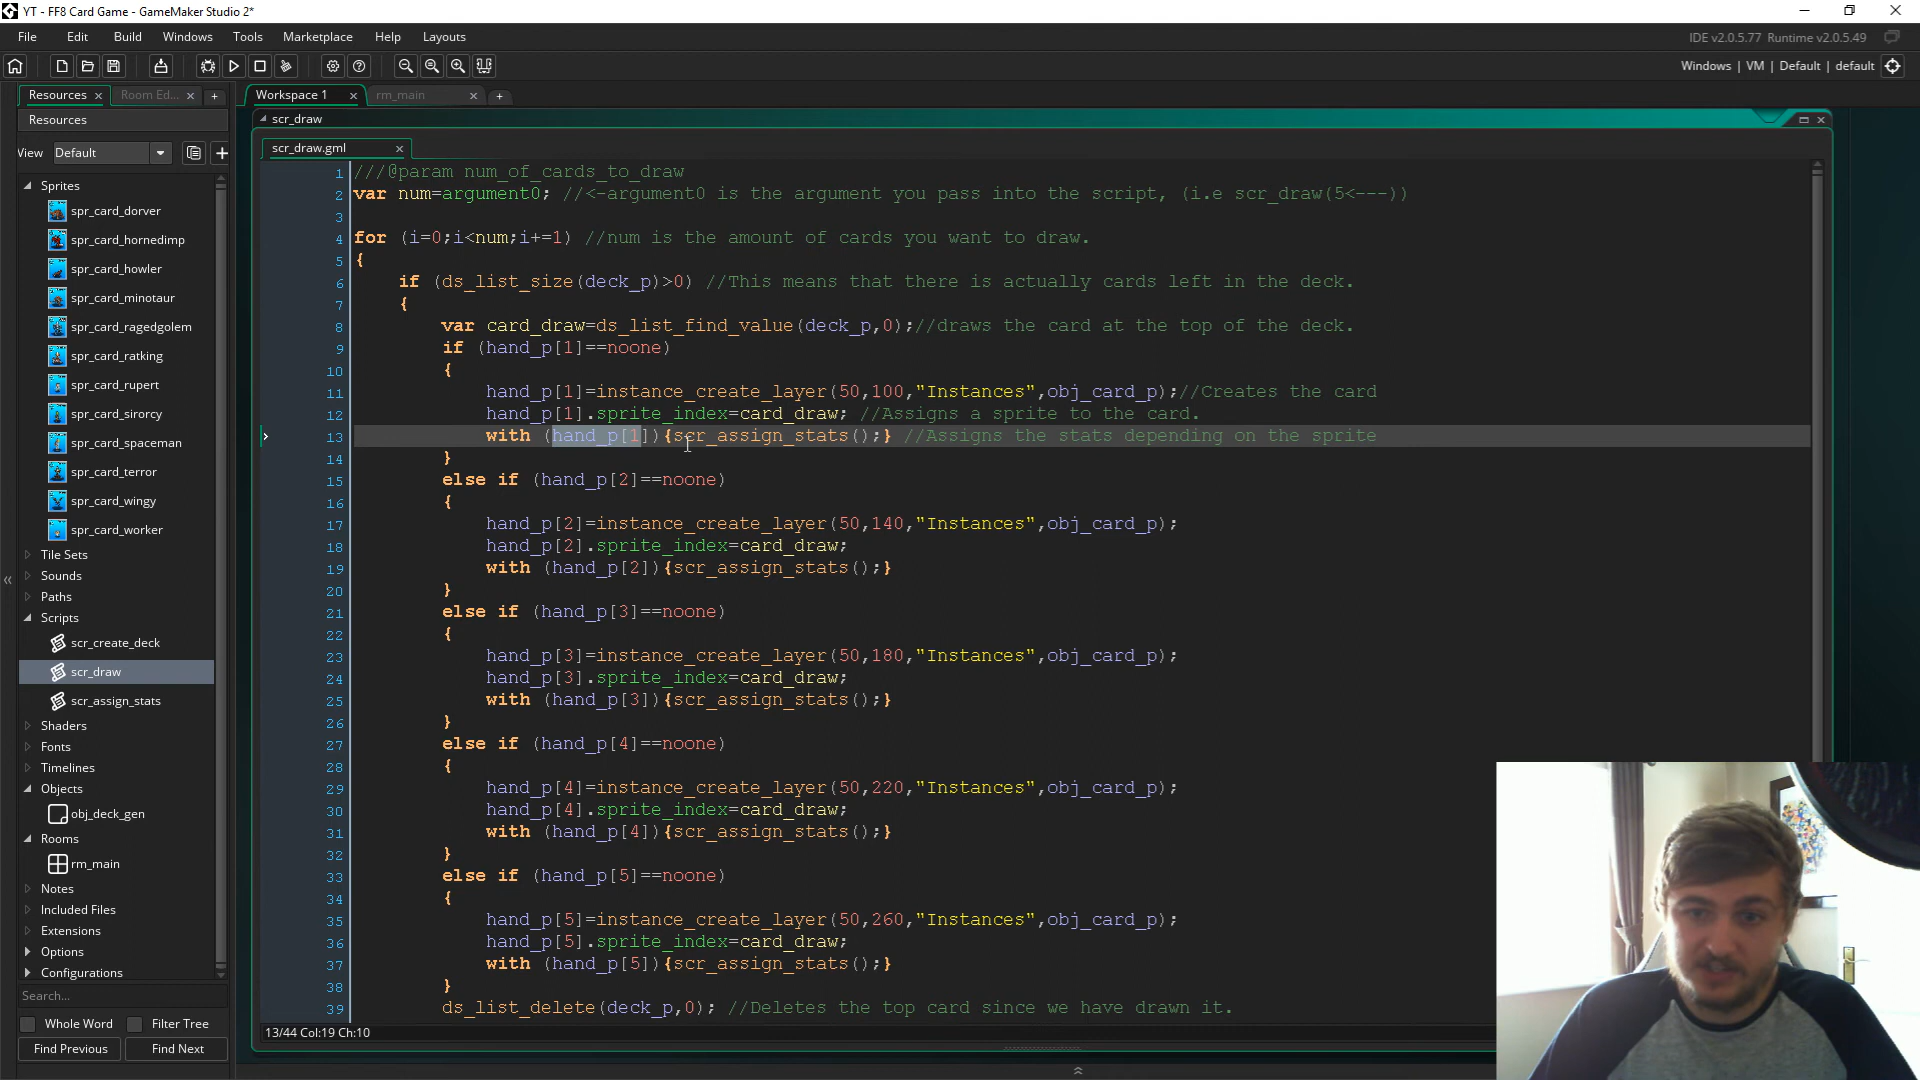 YT - FF8 Card Game - GameMaker Studio 2*
File Edit Build Windows Tools Marketplace Help Layouts
IDE v2.0.5.77 Runtime v2.0.5.49
Windows | VM | Default | default
Resources Room Ed...
Workspace 1 rm_main
Resources
scr_draw
View Default
scr_draw.gml
Sprites
spr_card_dorver
spr_card_hornedimp
spr_card_howler
spr_card_minotaur
spr_card_ragedgolem
spr_card_ratking
spr_card_rupert
spr_card_sirorcy
spr_card_spaceman
spr_card_terror
spr_card_wingy
spr_card_worker
Tile Sets
Sounds
Paths
Scripts
scr_create_deck
scr_draw
scr_assign_stats
Shaders
Fonts
Timelines
Objects
obj_deck_gen
Rooms
rm_main
Notes
Included Files
Extensions
Options
Configurations
Search...
Whole Word Filter Tree
Find Previous Find Next
1 ///@param num_of_cards_to_draw
2 var num=argument0; //<-argument0 is the argument you pass into the script, (i.e scr_draw(5<---))
3
4 for (i=0;i<num;i+=1) //num is the amount of cards you want to draw.
5 {
6 if (ds_list_size(deck_p)>0) //This means that there is actually cards left in the deck.
7 {
8 var card_draw=ds_list_find_value(deck_p,0);//draws the card at the top of the deck.
9 if (hand_p[1]==noone)
10 {
11 hand_p[1]=instance_create_layer(50,100,"Instances",obj_card_p);//Creates the card
12 hand_p[1].sprite_index=card_draw; //Assigns a sprite to the card.
13 with (hand_p[1]){scr_assign_stats();} //Assigns the stats depending on the sprite
14 }
15 else if (hand_p[2]==noone)
16 {
17 hand_p[2]=instance_create_layer(50,140,"Instances",obj_card_p);
18 hand_p[2].sprite_index=card_draw;
19 with (hand_p[2]){scr_assign_stats();}
20 }
21 else if (hand_p[3]==noone)
22 {
23 hand_p[3]=instance_create_layer(50,180,"Instances",obj_card_p);
24 hand_p[3].sprite_index=card_draw;
25 with (hand_p[3]){scr_assign_stats();}
26 }
27 else if (hand_p[4]==noone)
28 {
29 hand_p[4]=instance_create_layer(50,220,"Instances",obj_card_p);
30 hand_p[4].sprite_index=card_draw;
31 with (hand_p[4]){scr_assign_stats();}
32 }
33 else if (hand_p[5]==noone)
34 {
35 hand_p[5]=instance_create_layer(50,260,"Instances",obj_card_p);
36 hand_p[5].sprite_index=card_draw;
37 with (hand_p[5]){scr_assign_stats();}
38 }
39 ds_list_delete(deck_p,0); //Deletes the top card since we have drawn it.
13/44 Col:19 Ch:10